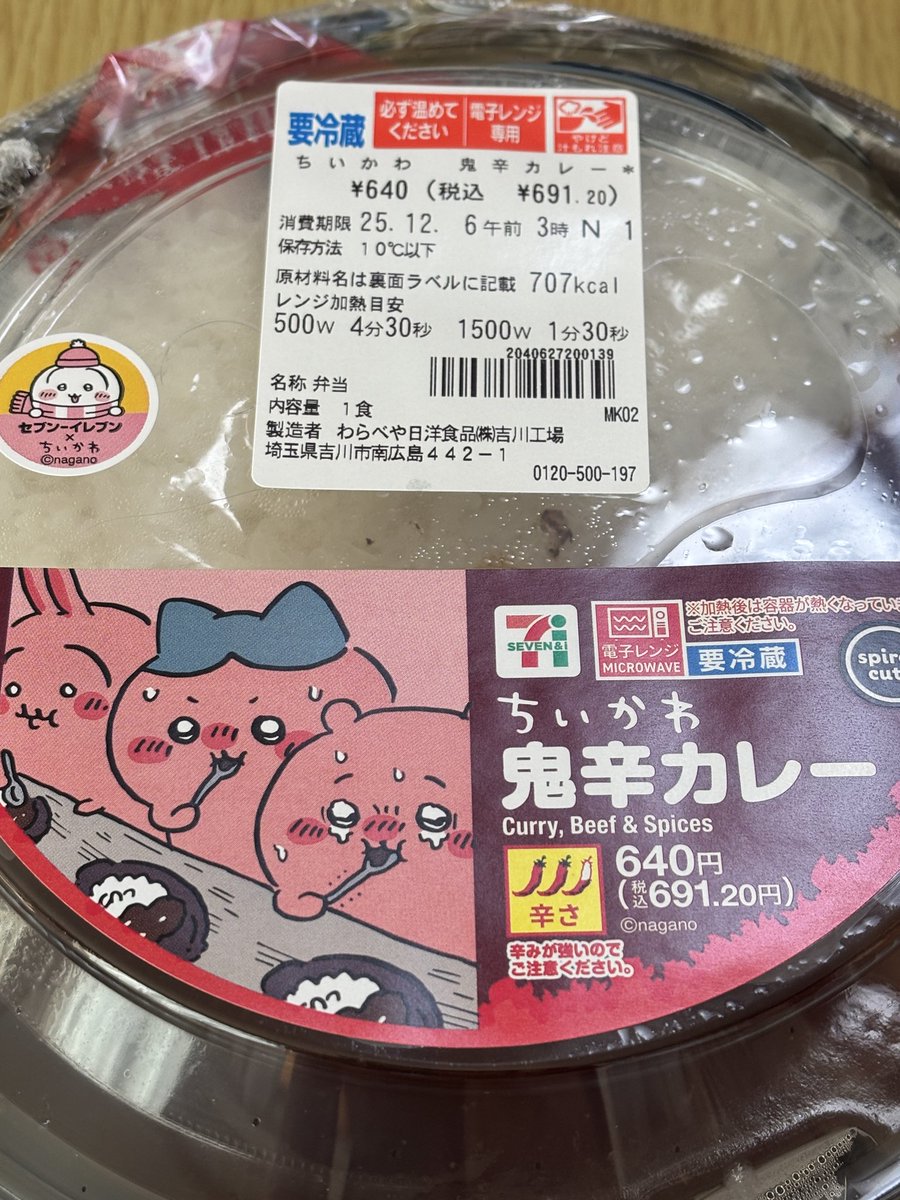 要冷蔵
必ず温めて
ください
電子レンジ
専用
やけど
汁もれ注意
ちいかわ 鬼辛カレー*
¥640 (税込 ¥691.20)
消費期限 25.12. 6午前 3時 N 1
保存方法 10℃以下
原材料名は裏面ラベルに記載 707kcal
レンジ加熱目安
500W 4分30秒 1500W 1分30秒
2040627200139
名称 弁当
内容量 1食
MK02
製造者 わらべや日洋食品㈱吉川工場
埼玉県吉川市南広島442-1
0120-500-197
セブン-イレブン
×
ちいかわ
©nagano
SEVEN&i
電子レンジ
MICROWAVE
※加熱後は容器が熱くなっていま
ご注意ください。
要冷蔵
spiral
cut
ちいかわ
鬼辛カレー
Curry, Beef & Spices
辛さ
640円
(税込691.20円)
©nagano
辛みが強いので
ご注意ください。